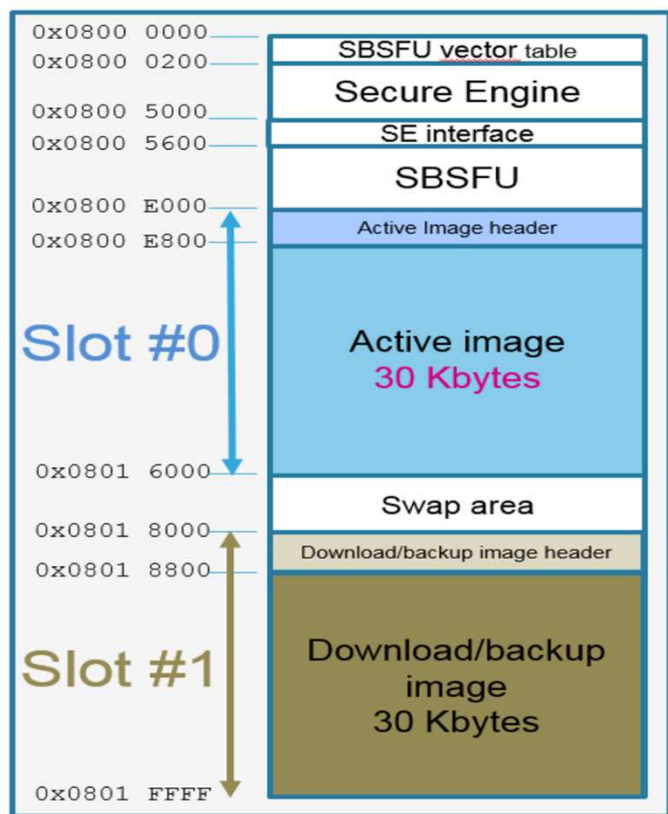 0x0800 0000
SBSFU vector table
0x0800 0200
Secure Engine
0x0800 5000
SE interface
0x0800 5600
SBSFU
0x0800 E000
Active Image header
0x0800 E800
Slot #0
Active image
30 Kbytes
0x0801 6000
Swap area
0x0801 8000
Download/backup image header
0x0801 8800
Slot #1
Download/backup
image
30 Kbytes
0x0801 FFFF